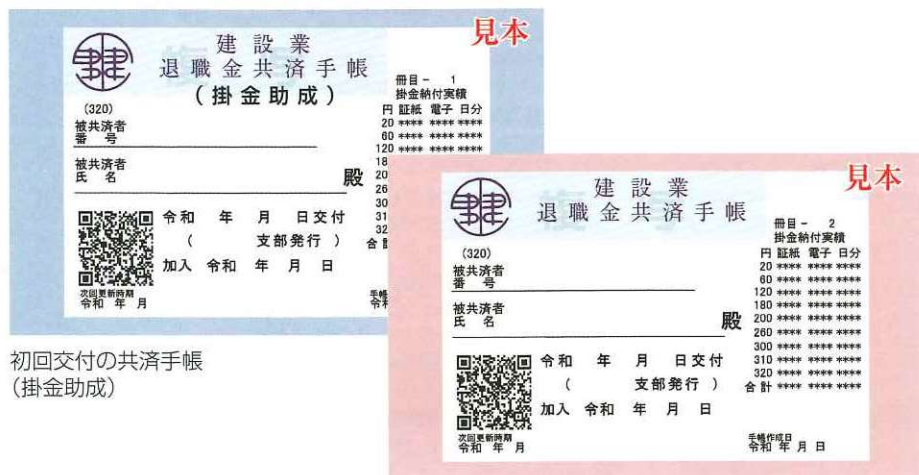 見本
建設業
退職金共済手帳
(掛金助成)
(320)
被共済者
番 号
被共済者
氏 名
殿
令和 年 月 日交付
( 支部発行 )
加入 令和 年 月 日
次回更新時期
令和 年 月
冊目- 1
掛金納付実績
円 証紙 電子 日分
20 **** **** ****
60 **** **** ****
120 **** **** ****
初回交付の共済手帳
(掛金助成)
見本
建設業
退職金共済手帳
(320)
被共済者
番 号
被共済者
氏 名
殿
令和 年 月 日交付
( 支部発行 )
加入 令和 年 月 日
次回更新時期
令和 年 月
冊目- 2
掛金納付実績
円 証紙 電子 日分
20 **** **** ****
60 **** **** ****
120 **** **** ****
180 **** **** ****
200 **** **** ****
260 **** **** ****
300 **** **** ****
310 **** **** ****
320 **** **** ****
合計 **** **** ****
手帳作成日
令和 年 月 日